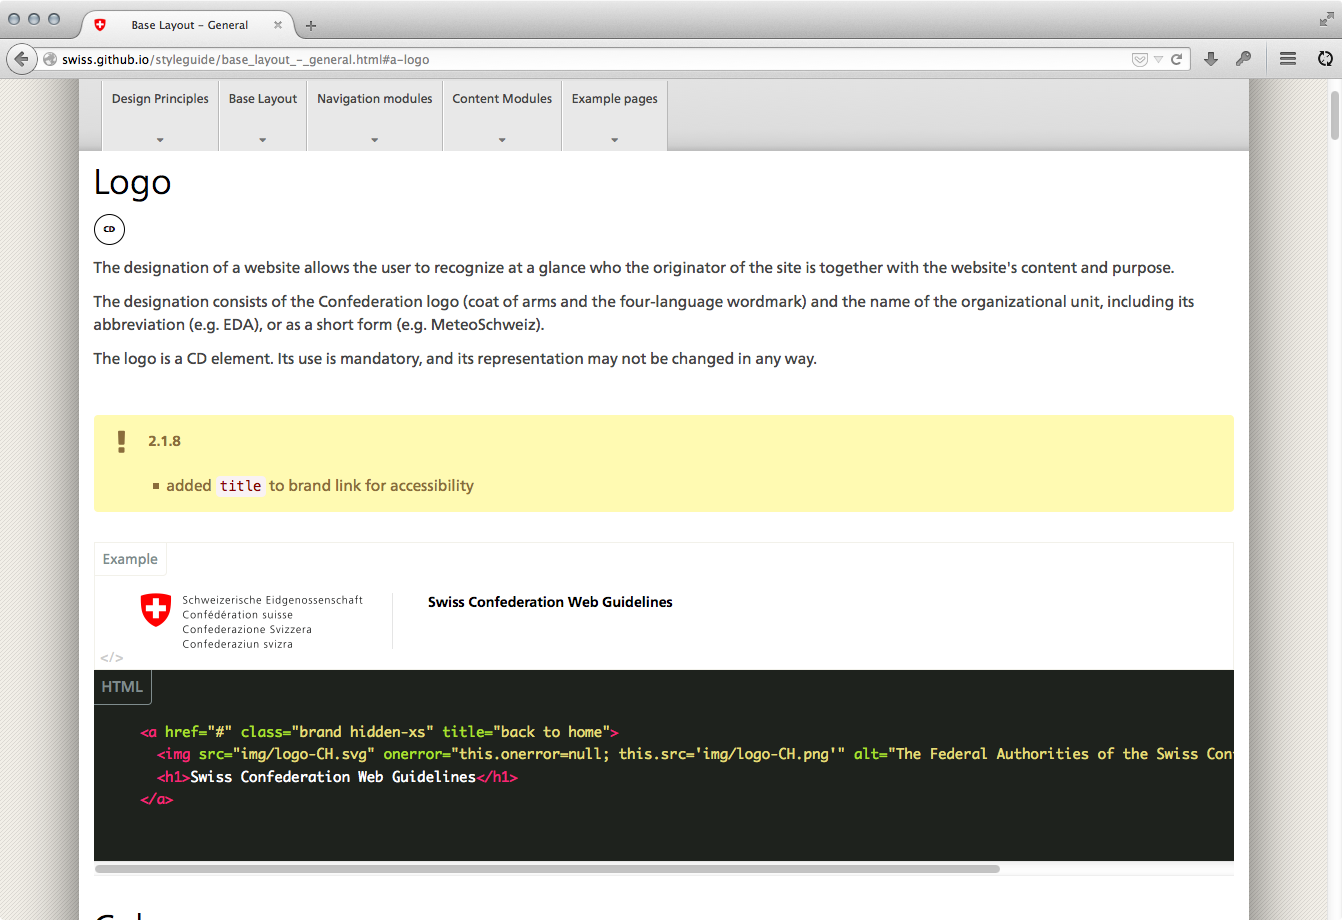 Base Layout – General
swiss.github.io/styleguide/base_layout_-_general.html#a-logo
Design Principles Base Layout Navigation modules Content Modules Example pages
Logo
CD
The designation of a website allows the user to recognize at a glance who the originator of the site is together with the website's content and purpose.
The designation consists of the Confederation logo (coat of arms and the four-language wordmark) and the name of the organizational unit, including its
abbreviation (e.g. EDA), or as a short form (e.g. MeteoSchweiz).
The logo is a CD element. Its use is mandatory, and its representation may not be changed in any way.
2.1.8
added title to brand link for accessibility
Example
Schweizerische Eidgenossenschaft
Confédération suisse
Confederazione Svizzera
Confederaziun svizra
Swiss Confederation Web Guidelines
</>
HTML
<a href="#" class="brand hidden-xs" title="back to home">
<img src="img/logo-CH.svg" onerror="this.onerror=null; this.src='img/logo-CH.png'" alt="The Federal Authorities of the Swiss Con
<h1>Swiss Confederation Web Guidelines</h1>
</a>